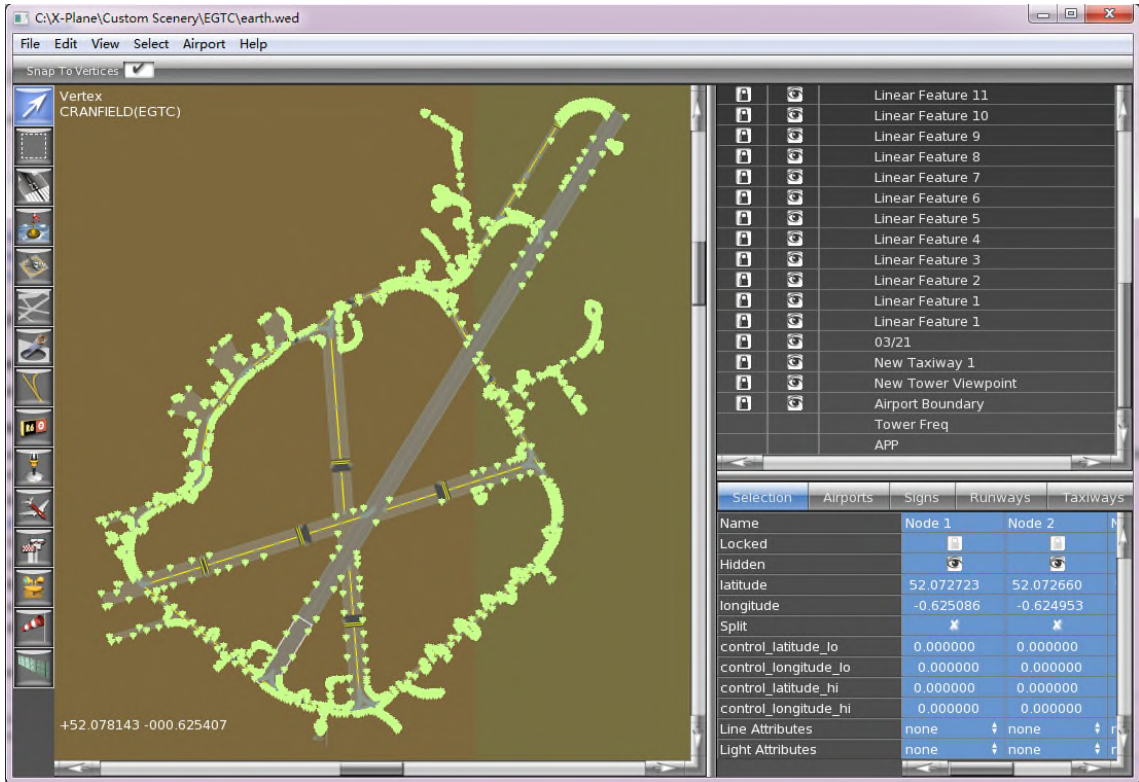 C:\X-Plane\Custom Scenery\EGTC\earth.wed
File Edit View Select Airport Help
Snap To Vertices
Vertex
CRANFIELD(EGTC)
+52.078143 -000.625407
Linear Feature 11
Linear Feature 10
Linear Feature 9
Linear Feature 8
Linear Feature 7
Linear Feature 6
Linear Feature 5
Linear Feature 4
Linear Feature 3
Linear Feature 2
Linear Feature 1
Linear Feature 1
03/21
New Taxiway 1
New Tower Viewpoint
Airport Boundary
Tower Freq
APP
Selection Airports Signs Runways Taxiways
Name Node 1 Node 2
Locked
Hidden
latitude 52.072723 52.072660
longitude -0.625086 -0.624953
Split
control_latitude_lo 0.000000 0.000000
control_longitude_lo 0.000000 0.000000
control_latitude_hi 0.000000 0.000000
control_longitude_hi 0.000000 0.000000
Line Attributes none none
Light Attributes none none